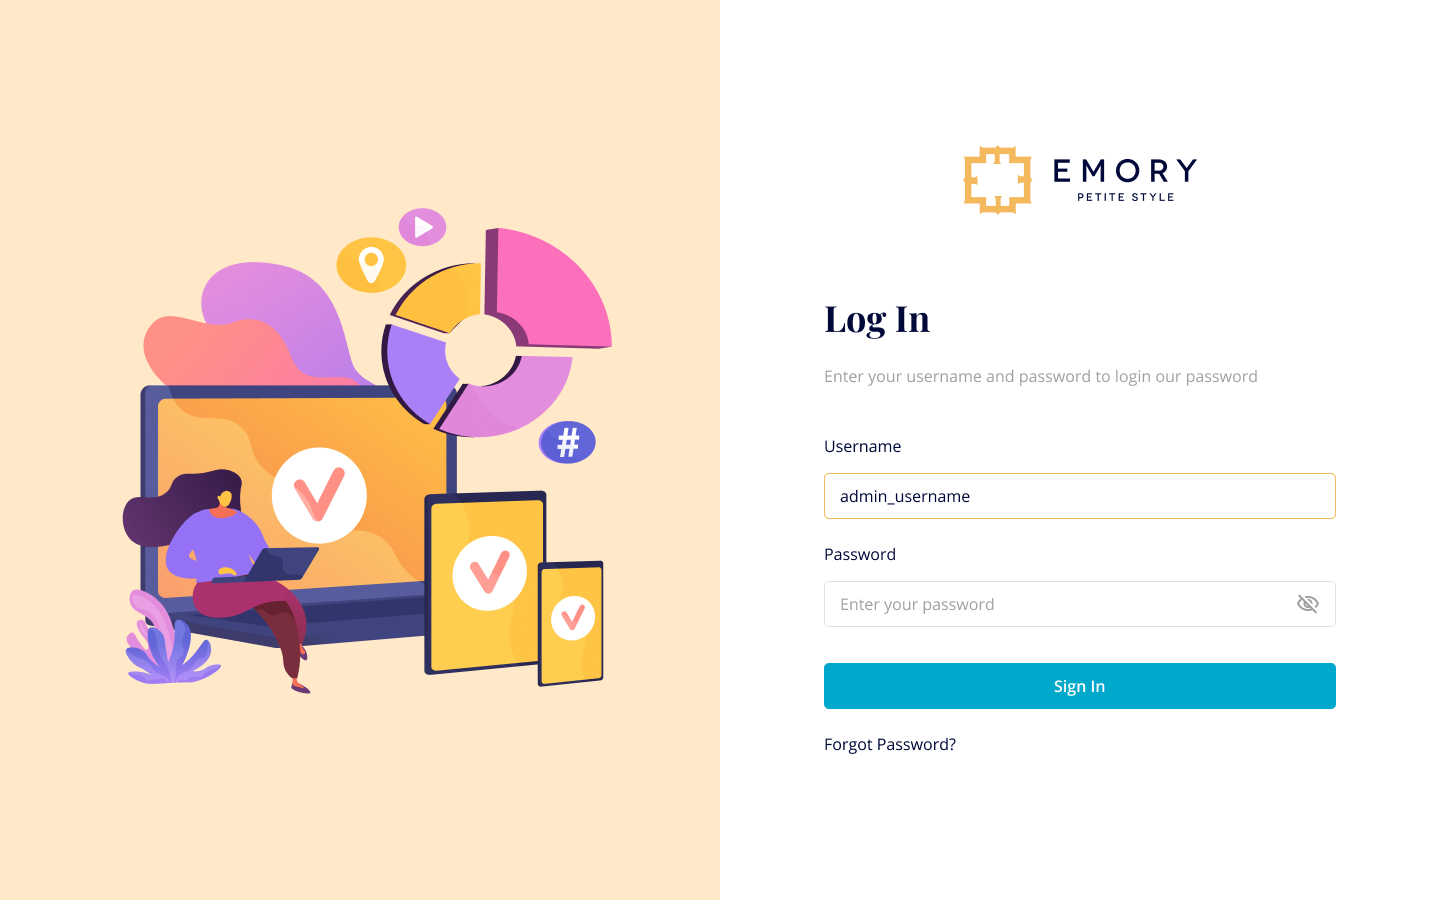 EMORY
PETITE STYLE
Log In
Enter your username and password to login our password
Username
admin_username
Password
Enter your password
Sign In
Forgot Password?
#